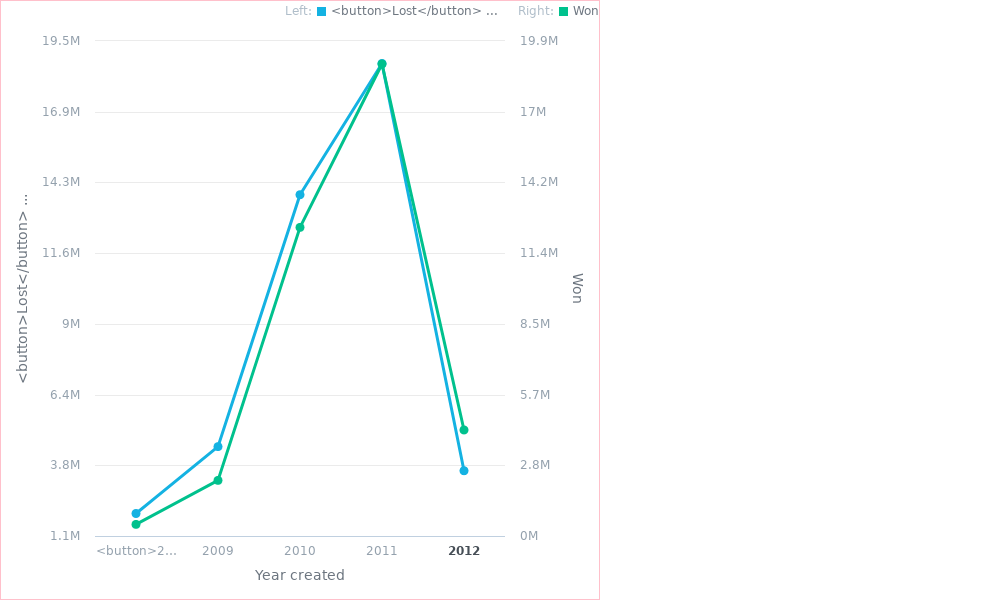 Left: <button>Lost</button> ... Right: Won
19.5M
16.9M
14.3M
11.6M
9M
6.4M
3.8M
1.1M
<button>Lost</button> ...
19.9M
17M
14.2M
11.4M
8.5M
5.7M
2.8M
0M
Won
<button>2... 2009 2010 2011 2012
Year created